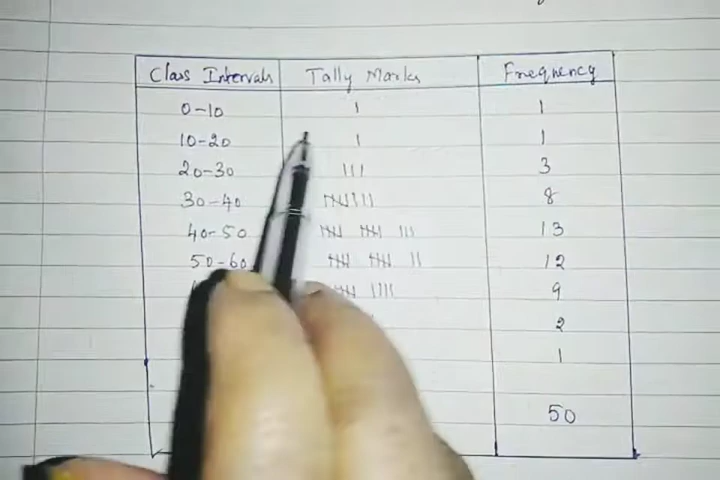 Class Intervals Tally Marks Frequency
0-10 | 1
10-20 | 1
20-30 ||| 3
30-40 𝍸||| 8
40-50 𝍸 𝍸 ||| 13
50-60 𝍸 𝍸 || 12
𝍸 |||| 9
2
1
50